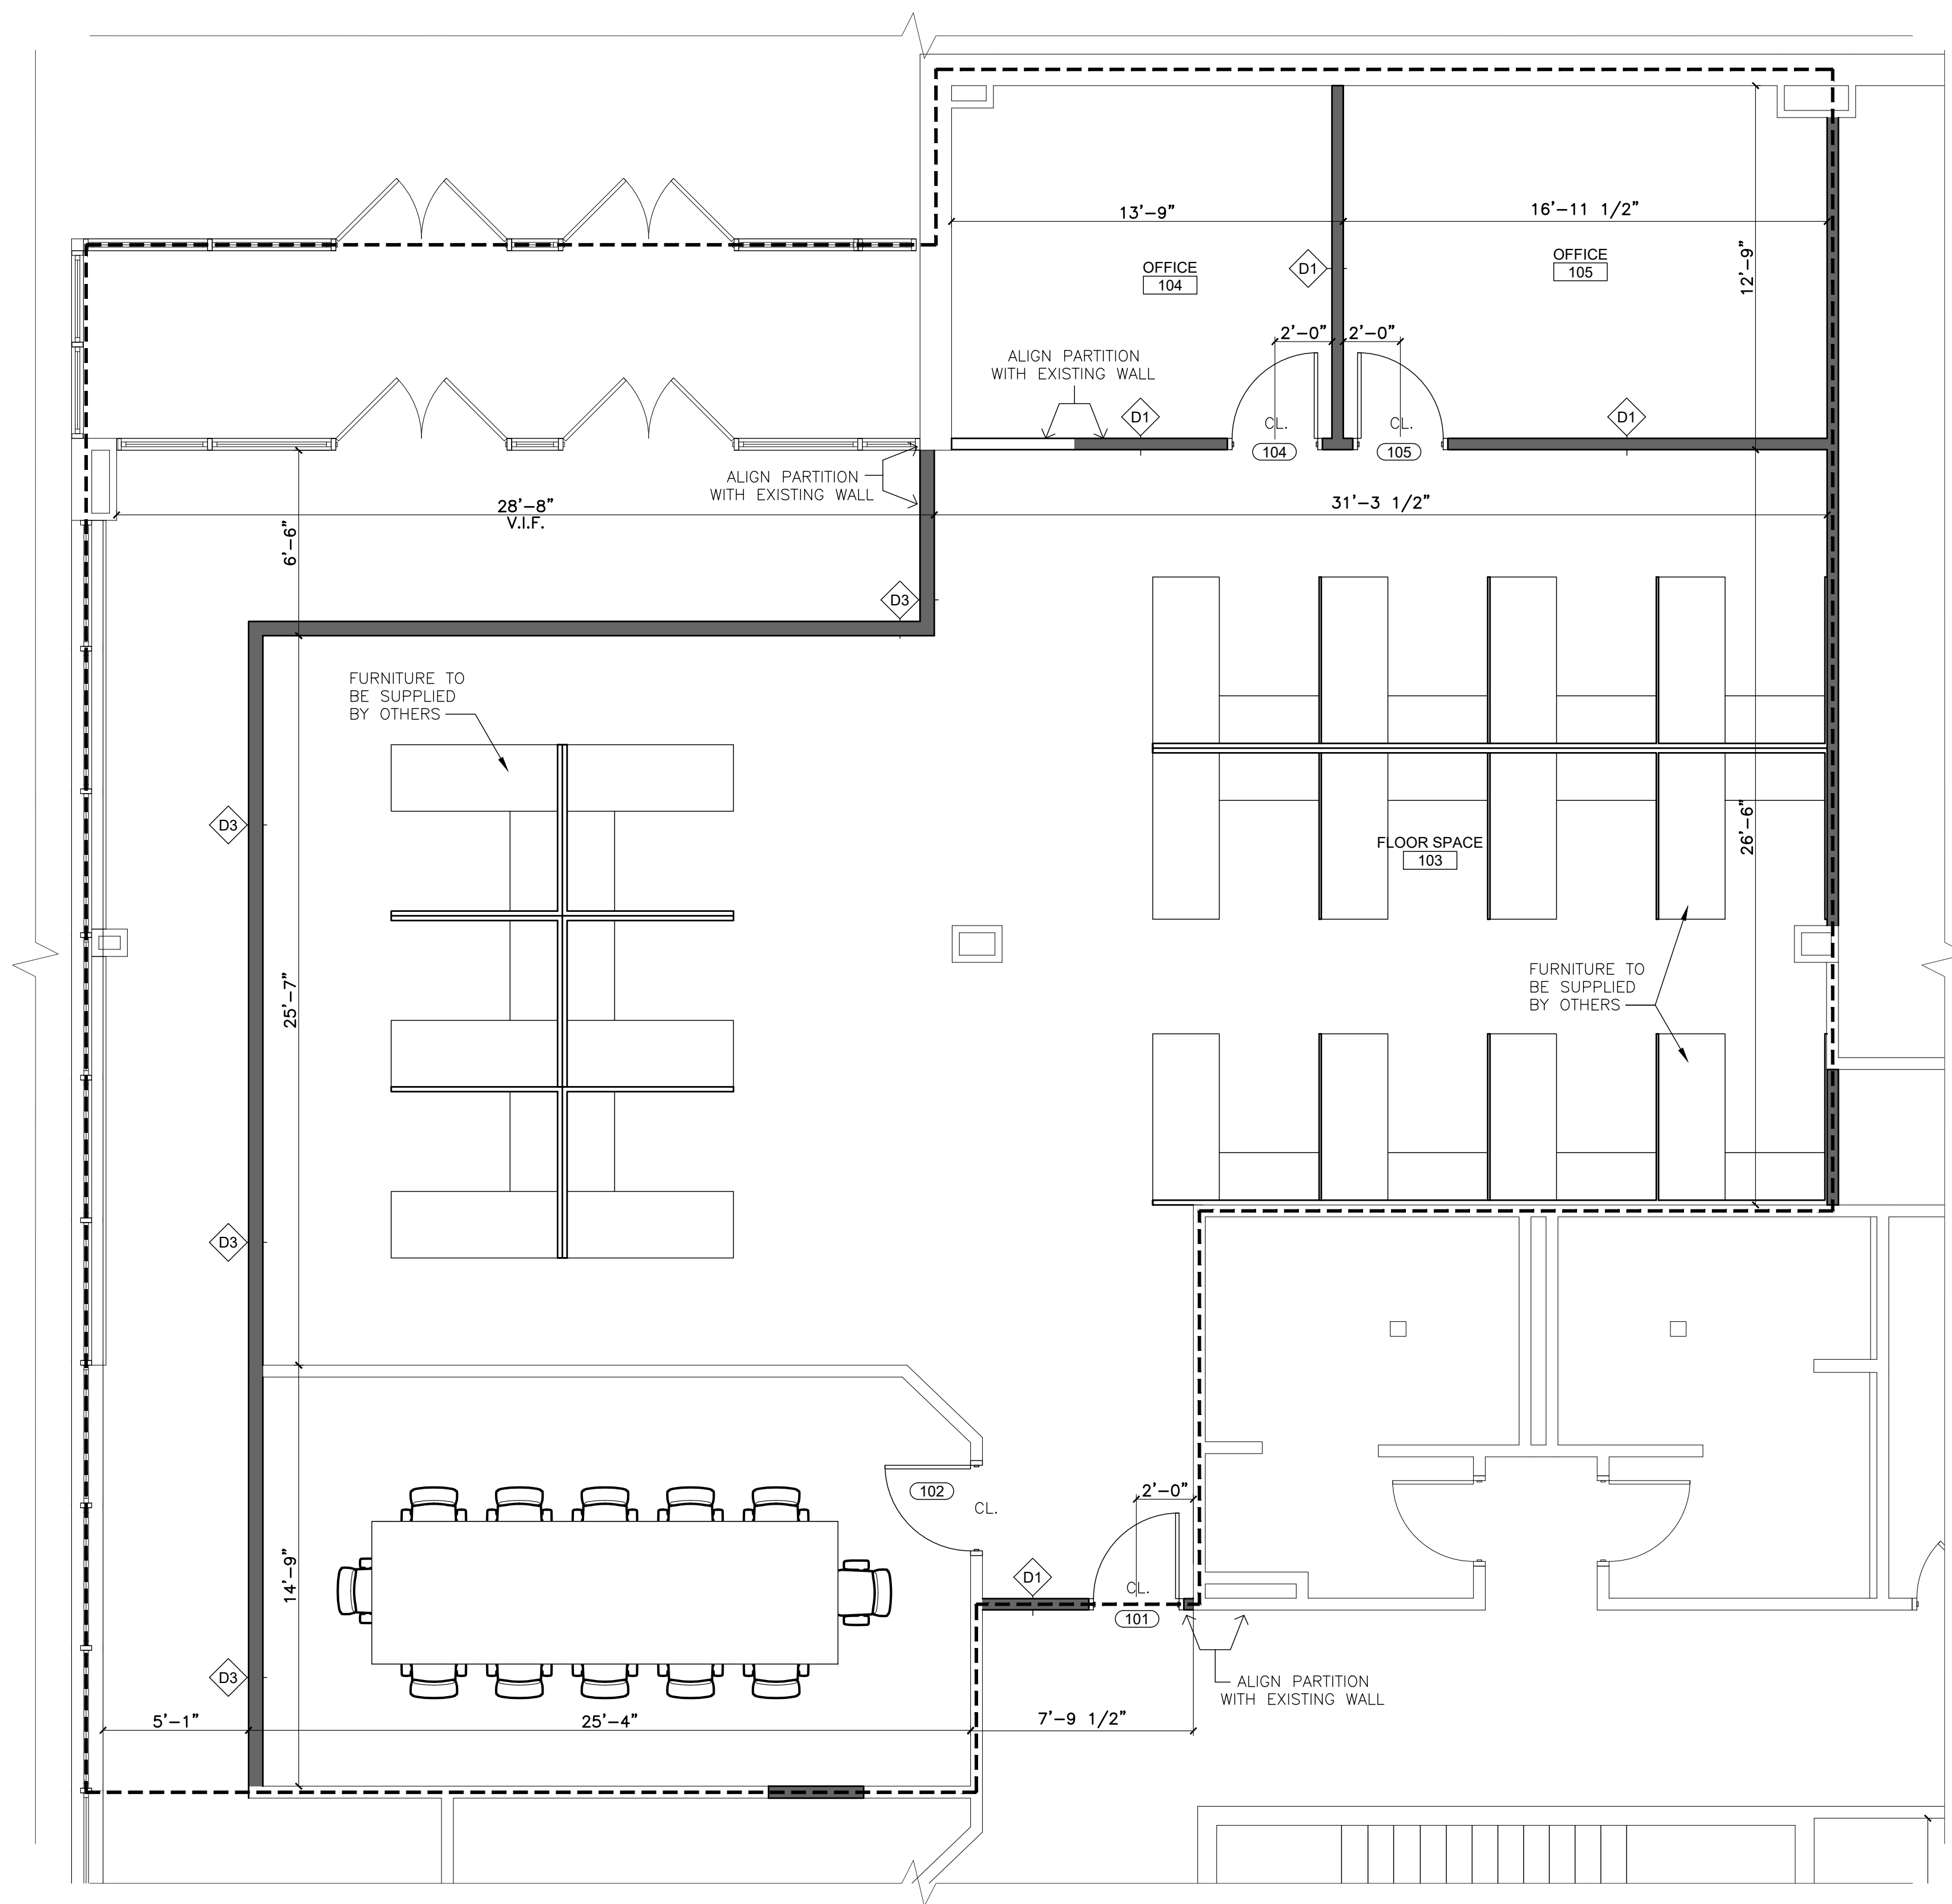 13'-9"
16'-11 1/2"
12'-9"
OFFICE
104
D1
OFFICE
105
2'-0"
2'-0"
ALIGN PARTITION
WITH EXISTING WALL
D1
CL.
104
CL.
105
D1
ALIGN PARTITION
WITH EXISTING WALL
28'-8"
V.I.F.
31'-3 1/2"
6'-6"
D3
FURNITURE TO
BE SUPPLIED
BY OTHERS
D3
FLOOR SPACE
103
26'-6"
25'-7"
FURNITURE TO
BE SUPPLIED
BY OTHERS
D3
102
CL.
2'-0"
14'-9"
D1
CL.
101
D3
ALIGN PARTITION
WITH EXISTING WALL
5'-1"
25'-4"
7'-9 1/2"